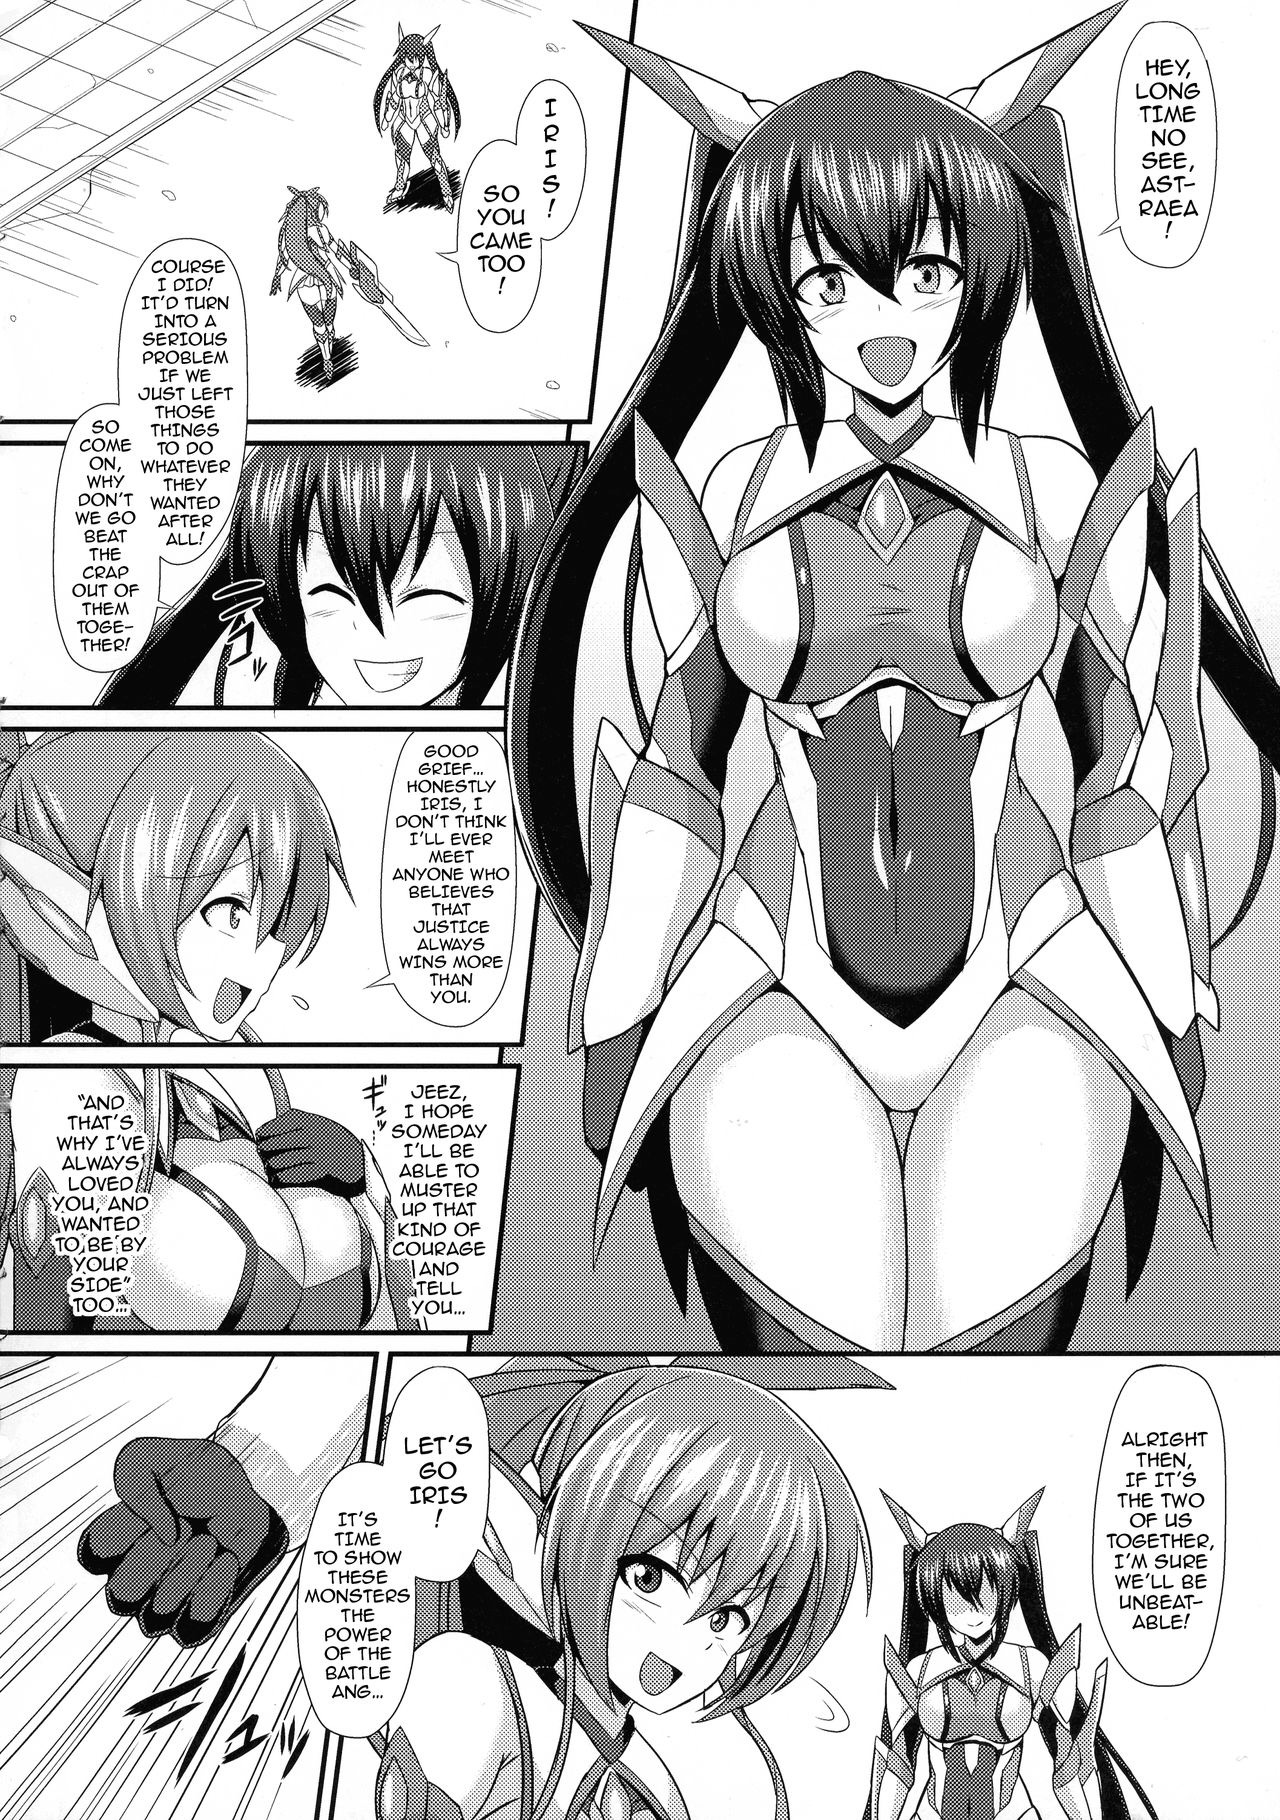 HEY,
LONG
TIME
NO
SEE,
AST-
RAEA
!
IRIS!
SO
YOU
CAME
TOO
!
COURSE
I DID!
IT'D TURN
INTO A
SERIOUS
PROBLEM
IF WE
JUST LEFT
THOSE
THINGS
TO DO
WHATEVER
THEY
WANTED
AFTER
ALL!
SO
COME
ON,
WHY
DON'T
WE GO
BEAT
THE
CRAP
OUT OF
THEM
TOGE-
THER!
GOOD
GRIEF...
HONESTLY
IRIS, I
DON'T THINK
I'LL EVER
MEET
ANYONE WHO
BELIEVES
THAT
JUSTICE
ALWAYS
WINS MORE
THAN
YOU.
JEEZ,
I HOPE
SOMEDAY
I'LL BE
ABLE TO
MUSTER
UP THAT
KIND OF
COURAGE
AND
TELL
YOU...
ギュッ
"AND
THAT'S
WHY I'VE
ALWAYS
LOVED
YOU, AND
WANTED
TO BE BY
YOUR
SIDE"
TOO...
ALRIGHT
THEN,
IF IT'S
THE TWO
OF US
TOGETHER,
I'M SURE
WE'LL BE
UNBEAT-
ABLE!
LET'S
GO
IRIS
!
IT'S
TIME
TO SHOW
THESE
MONSTERS
THE
POWER
OF THE
BATTLE
ANG...